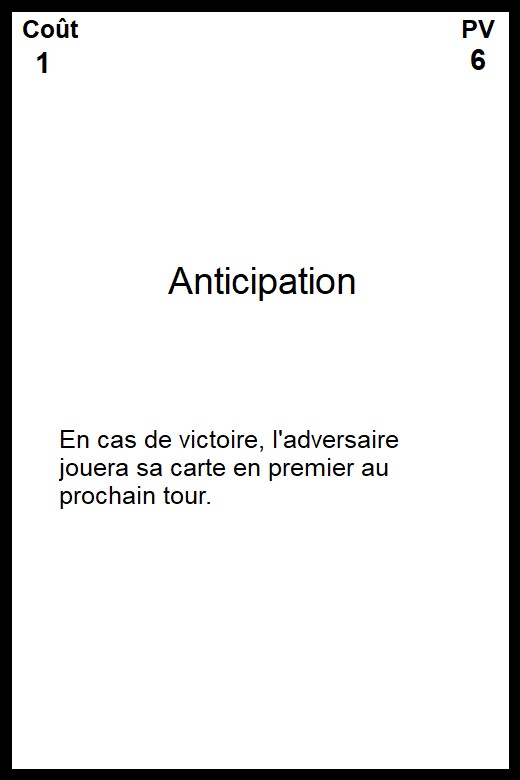 Coût
PV
1
6
Anticipation
En cas de victoire, l'adversaire
jouera sa carte en premier au
prochain tour.